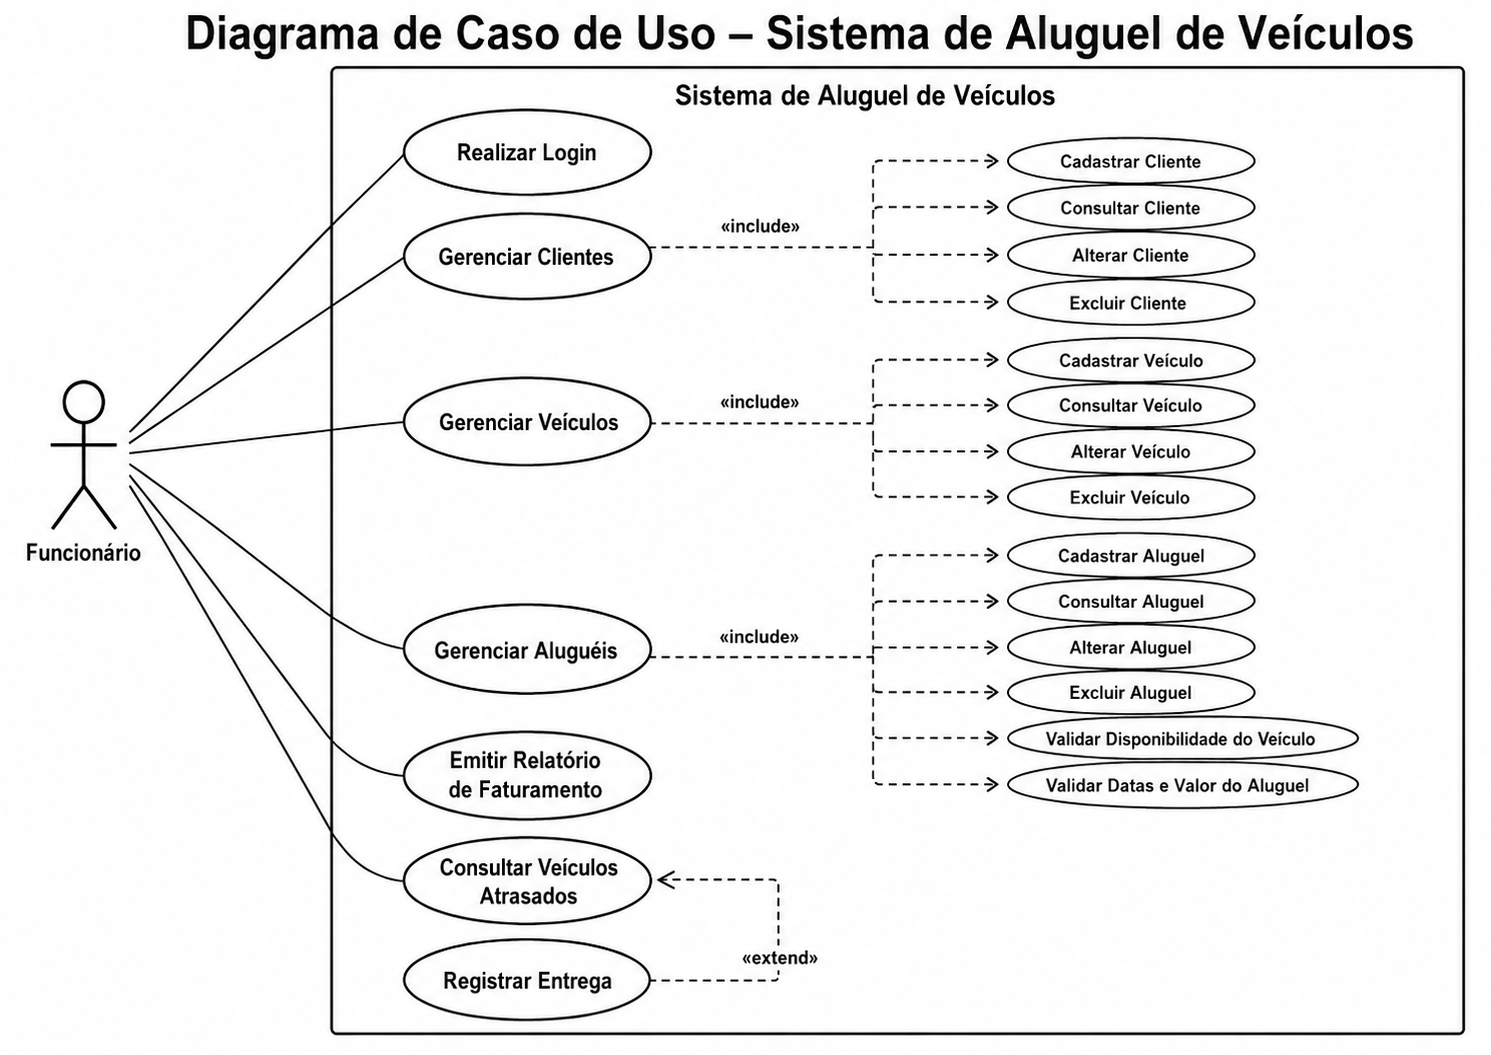 Diagrama de Caso de Uso – Sistema de Aluguel de Veículos
Sistema de Aluguel de Veículos
Realizar Login
Gerenciar Clientes
«include»
Cadastrar Cliente
Consultar Cliente
Alterar Cliente
Excluir Cliente
Gerenciar Veículos
«include»
Cadastrar Veículo
Consultar Veículo
Alterar Veículo
Excluir Veículo
Funcionário
Gerenciar Aluguéis
«include»
Cadastrar Aluguel
Consultar Aluguel
Alterar Aluguel
Excluir Aluguel
Validar Disponibilidade do Veículo
Validar Datas e Valor do Aluguel
Emitir Relatório
de Faturamento
Consultar Veículos
Atrasados
«extend»
Registrar Entrega